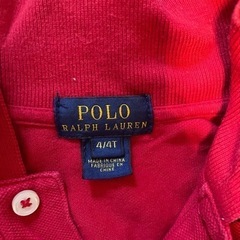 POLO
RALPH LAUREN
4/4T
MADE IN CHINA
FABRIQUÉ EN
CHINE